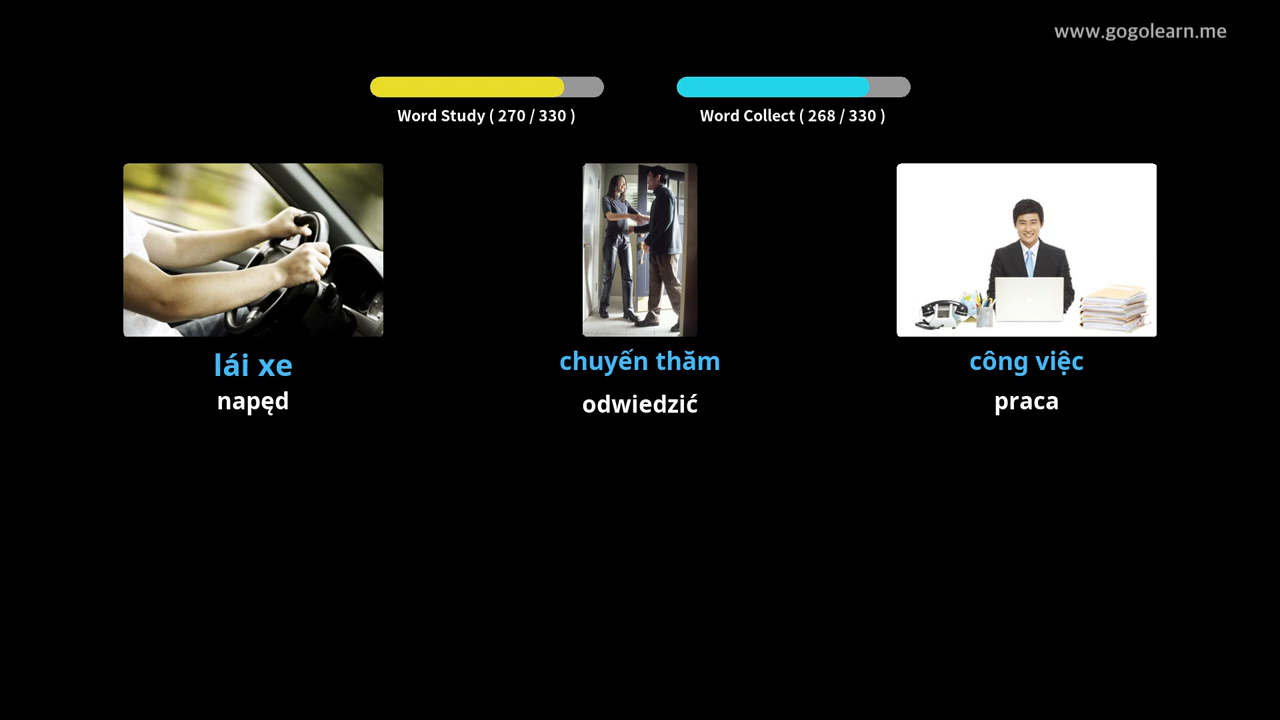 www.gogolearn.me
Word Study ( 270 / 330 )
Word Collect ( 268 / 330 )
lái xe
napęd
chuyến thăm
odwiedzić
công việc
praca